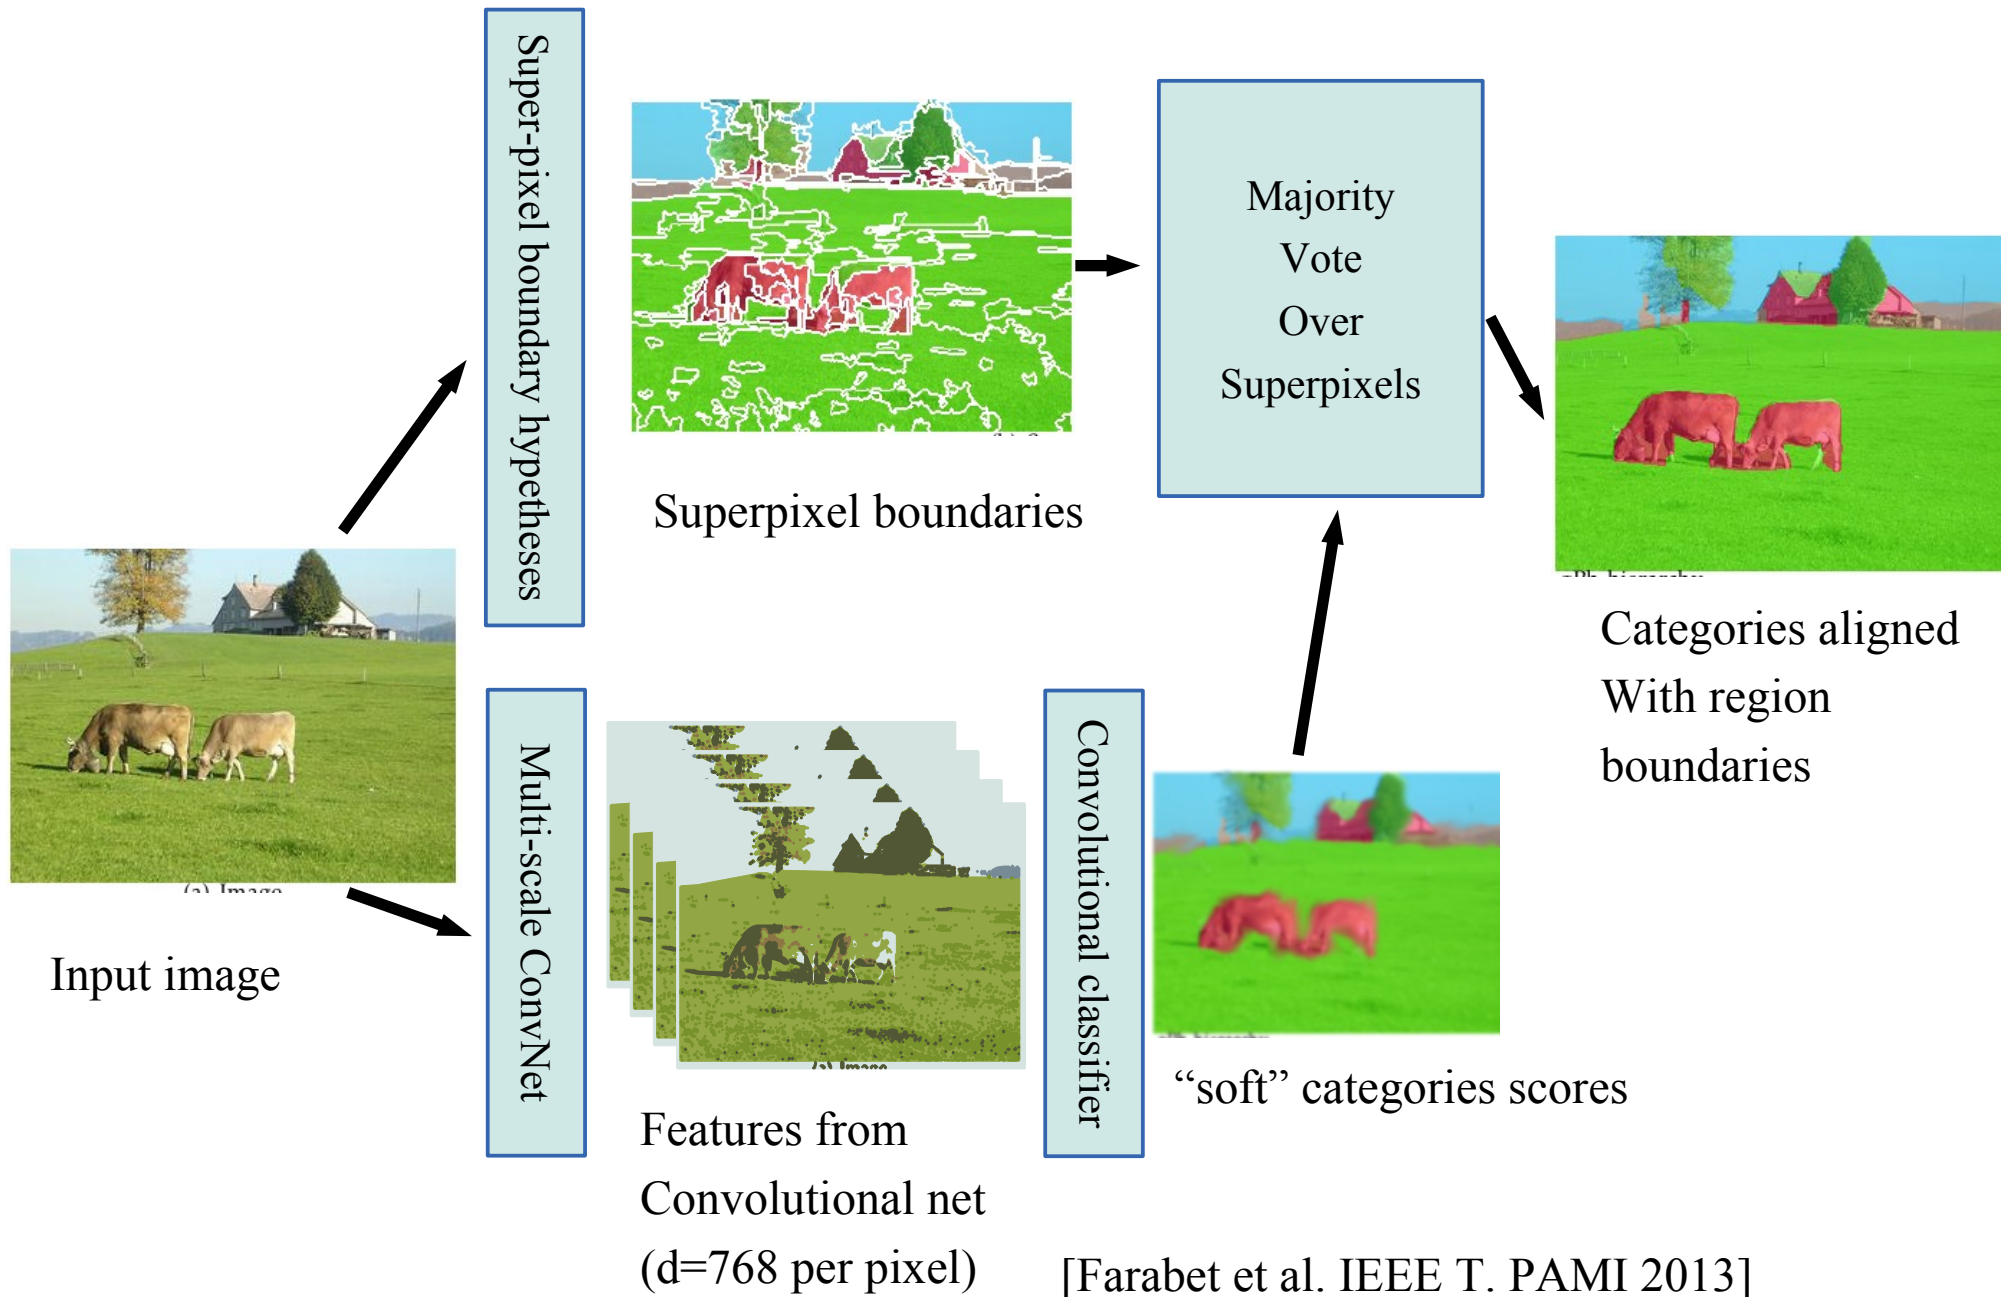 Super-pixel boundary hypetheses
Superpixel boundaries
Majority
Vote
Over
Superpixels
Categories aligned
With region
boundaries
(a) Image
Input image
Multi-scale ConvNet
Features from
Convolutional net
(d=768 per pixel)
Convolutional classifier
“soft” categories scores
[Farabet et al. IEEE T. PAMI 2013]